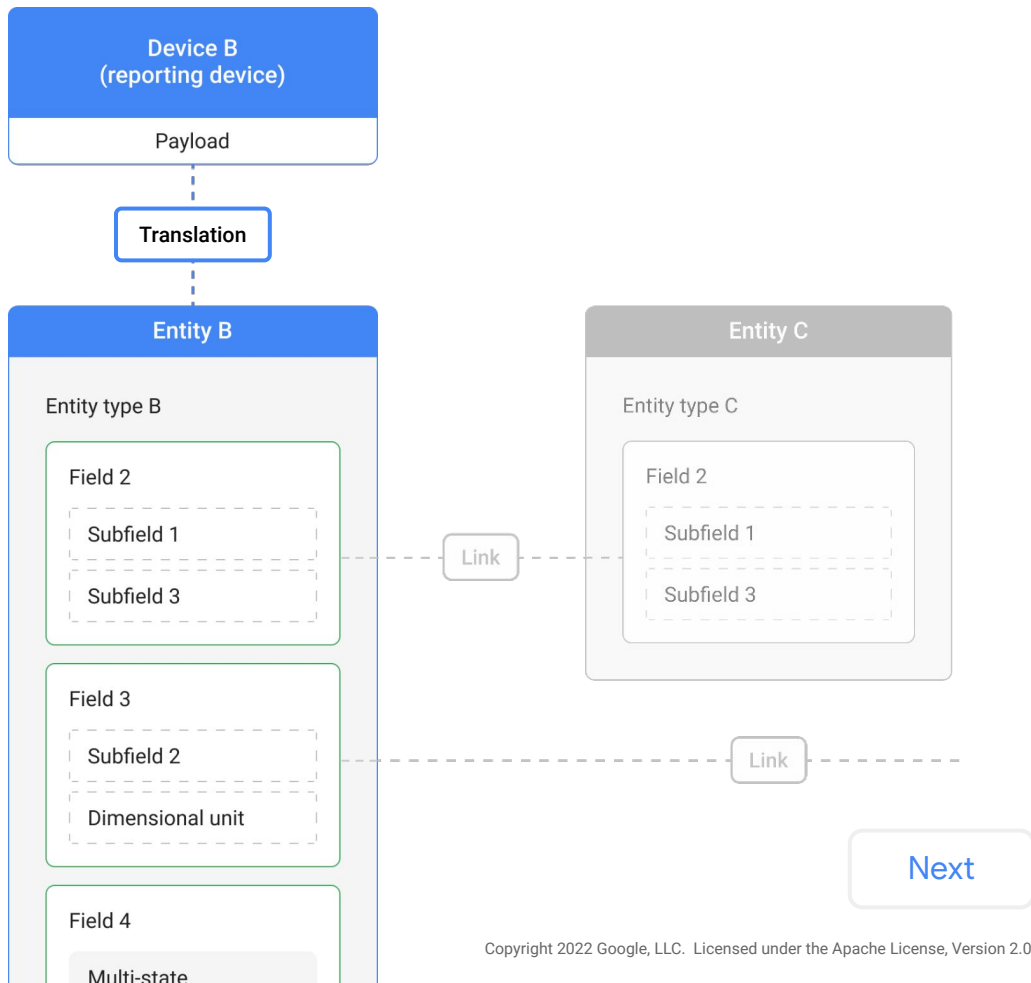 Device B
(reporting device)
Payload
Translation
Entity B
Entity type B
Field 2
Subfield 1
Subfield 3
Field 3
Subfield 2
Dimensional unit
Field 4
Multi-state
Link
Entity C
Entity type C
Field 2
Subfield 1
Subfield 3
Link
Next
Copyright 2022 Google, LLC. Licensed under the Apache License, Version 2.0